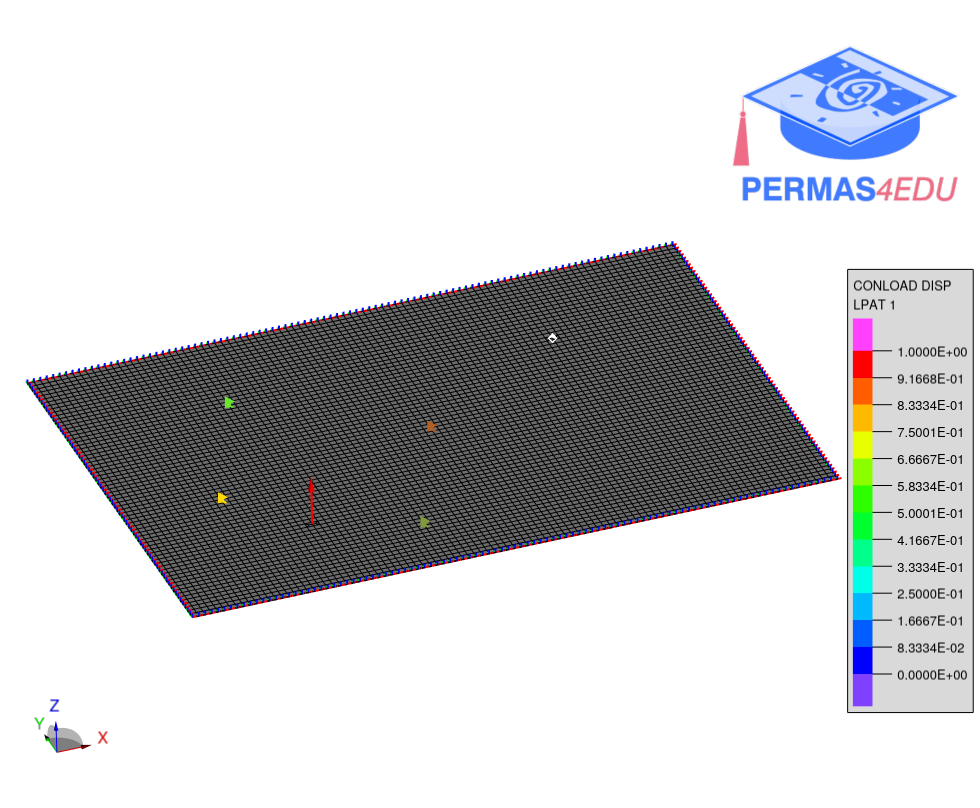 PERMAS4EDU
CONLOAD DISP
LPAT 1
1.0000E+00
9.1668E-01
8.3334E-01
7.5001E-01
6.6667E-01
5.8334E-01
5.0001E-01
4.1667E-01
3.3334E-01
2.5000E-01
1.6667E-01
8.3334E-02
0.0000E+00
Z
Y
X